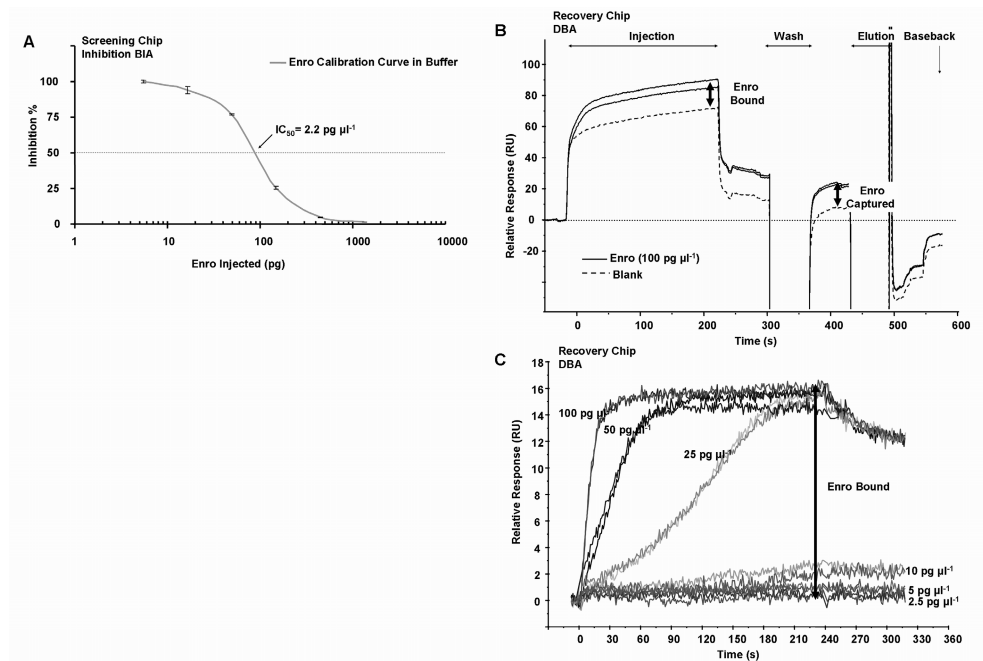 A
Screening Chip
Inhibition BIA
Enro Calibration Curve in Buffer
IC50= 2.2 pg µl-1
Inhibition %
100
75
50
25
0
1
10
100
1000
10000
Enro Injected (pg)
B
Recovery Chip
DBA
Injection
Wash
Elution
Baseback
Enro
Bound
Enro
Captured
Relative Response (RU)
100
80
60
40
20
0
-20
Enro (100 pg µl-1)
Blank
0
100
200
300
400
500
600
Time (s)
C
Recovery Chip
DBA
Relative Response (RU)
18
16
14
12
10
8
6
4
2
0
100 pg µl-1
50 pg µl-1
25 pg µl-1
Enro Bound
10 pg µl-1
5 pg µl-1
2.5 pg µl-1
0
30
60
90
120
150
180
210
240
270
300
330
360
Time (s)